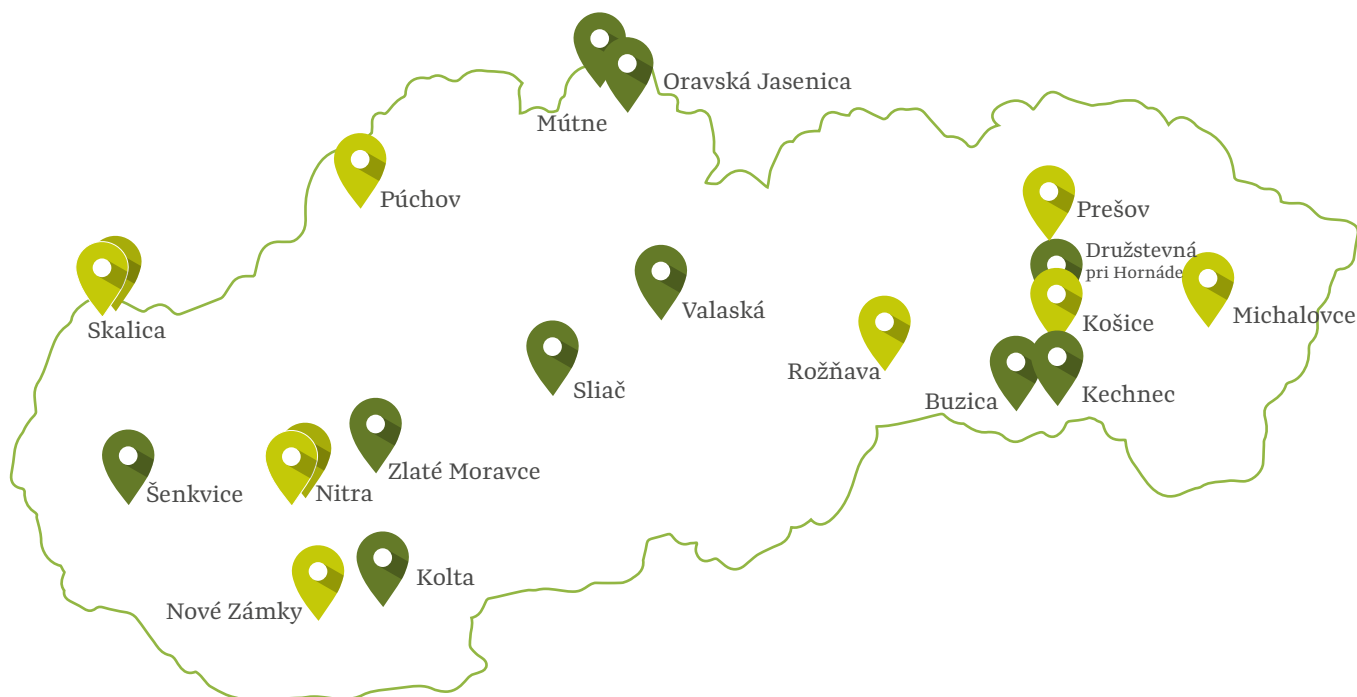 Oravská Jasenica
Mútne
Púchov
Prešov
Družstevná
pri Hornáde
Valaská
Michalovce
Košice
Skalica
Rožňava
Sliač
Kechnec
Buzica
Zlaté Moravce
Šenkvice
Nitra
Kolta
Nové Zámky